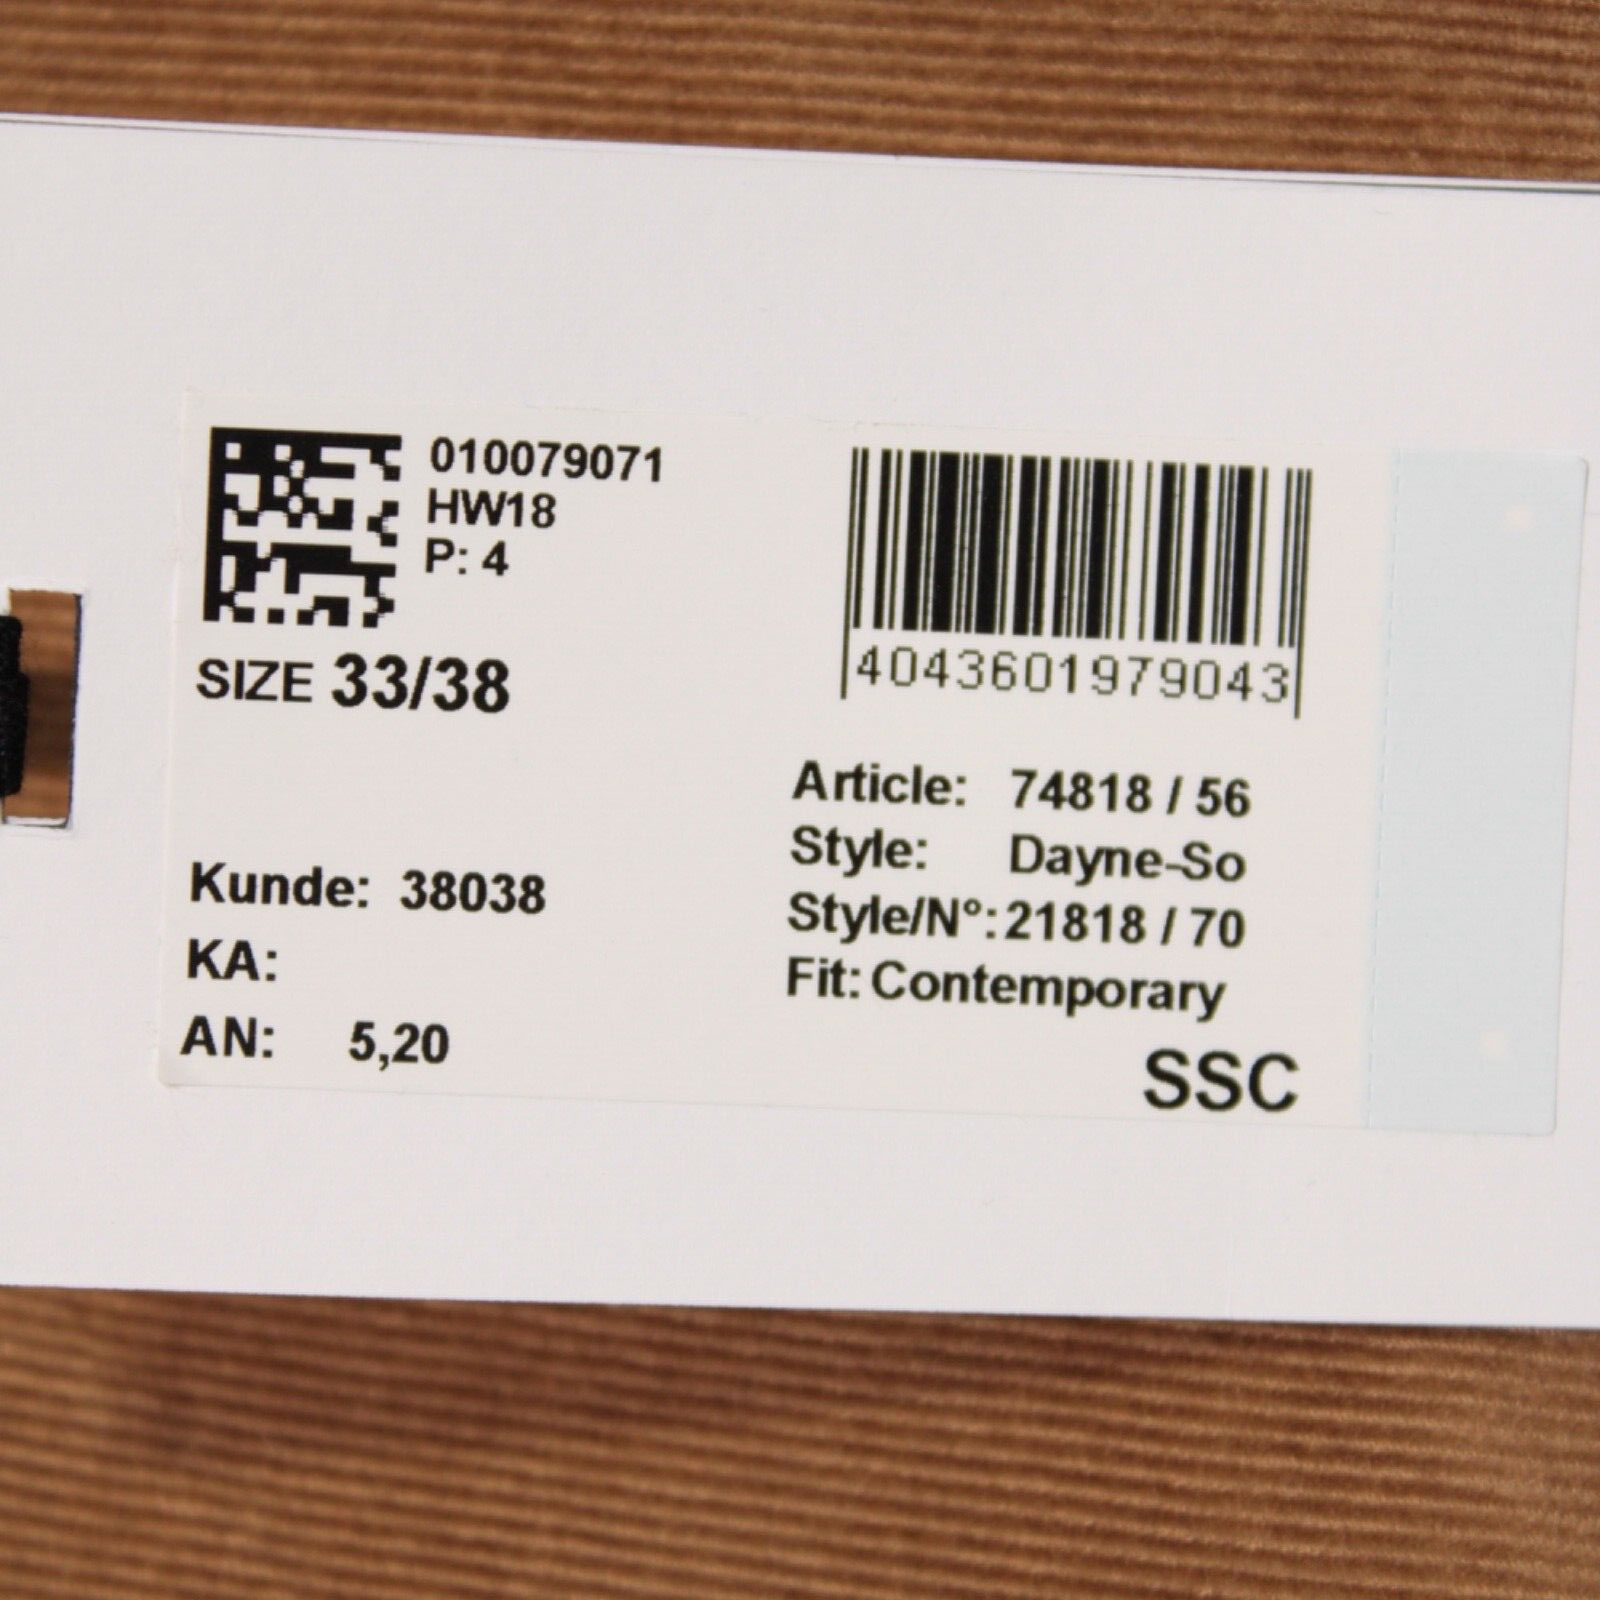 010079071
HW18
P: 4
SIZE 33/38
4043601979043
Article: 74818 / 56
Style: Dayne-So
Style/N°: 21818 / 70
Fit: Contemporary
SSC
Kunde: 38038
KA:
AN: 5,20